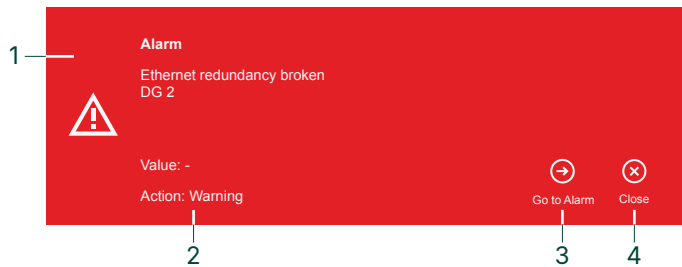 1
Alarm
Ethernet redundancy broken
DG 2
Value: -
Action: Warning
Go to Alarm
Close
2
3
4